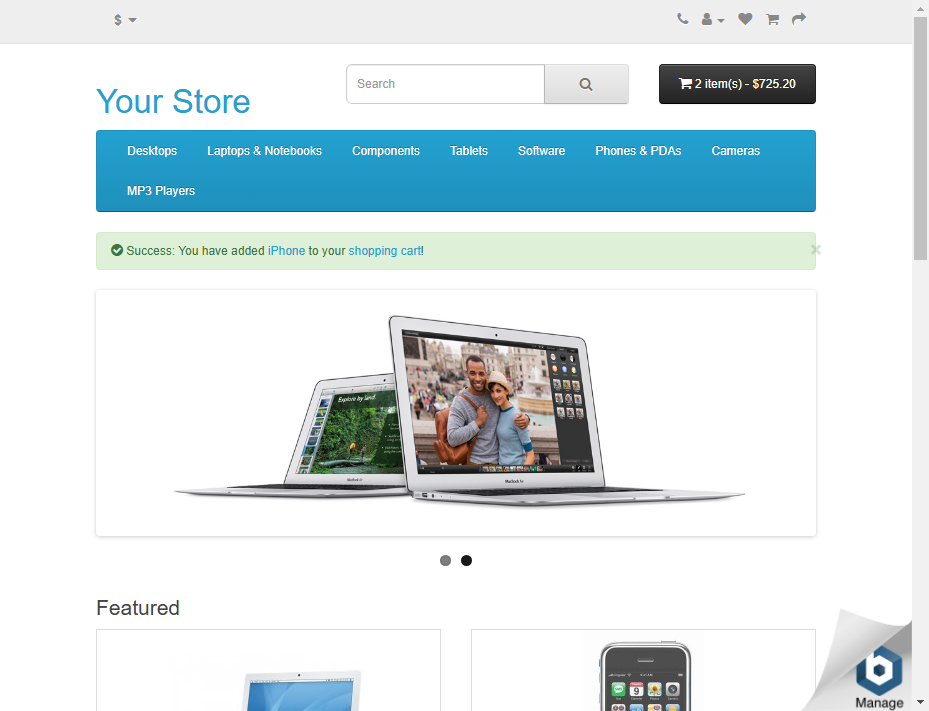 $
Search
2 item(s) - $725.20
Your Store
Desktops
Laptops & Notebooks
Components
Tablets
Software
Phones & PDAs
Cameras
MP3 Players
Success: You have added iPhone to your shopping cart!
×
Explore by land.
MacBook Air
MacBook Air
Featured
9
Manage